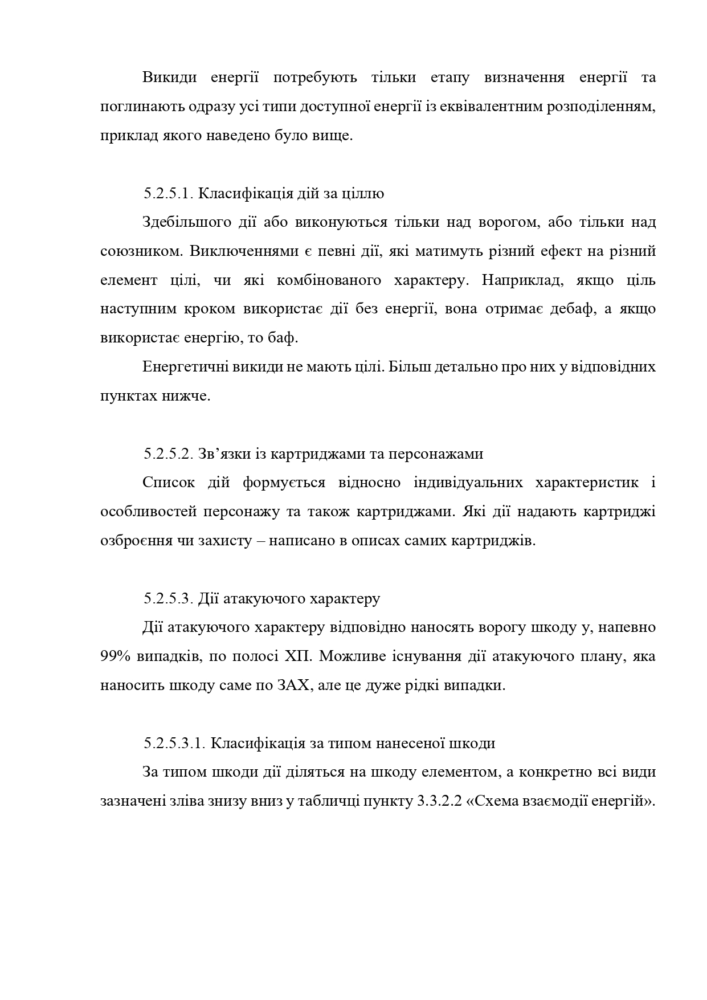 Викиди енергії потребують тільки етапу визначення енергії та
поглинають одразу усі типи доступної енергії із еквівалентним розподіленням,
приклад якого наведено було вище.
5.2.5.1. Класифікація дій за ціллю
Здебільшого дії або виконуються тільки над ворогом, або тільки над
союзником. Виключеннями є певні дії, які матимуть різний ефект на різний
елемент цілі, чи які комбінованого характеру. Наприклад, якщо ціль
наступним кроком використає дії без енергії, вона отримає дебаф, а якщо
використає енергію, то баф.
Енергетичні викиди не мають цілі. Більш детально про них у відповідних
пунктах нижче.
5.2.5.2. Зв’язки із картриджами та персонажами
Список дій формується відносно індивідуальних характеристик і
особливостей персонажу та також картриджами. Які дії надають картриджі
озброєння чи захисту – написано в описах самих картриджів.
5.2.5.3. Дії атакуючого характеру
Дії атакуючого характеру відповідно наносять ворогу шкоду у, напевно
99% випадків, по полосі ХП. Можливе існування дії атакуючого плану, яка
наносить шкоду саме по ЗАХ, але це дуже рідкі випадки.
5.2.5.3.1. Класифікація за типом нанесеної шкоди
За типом шкоди дії діляться на шкоду елементом, а конкретно всі види
зазначені зліва знизу вниз у табличці пункту 3.3.2.2 «Схема взаємодії енергій».